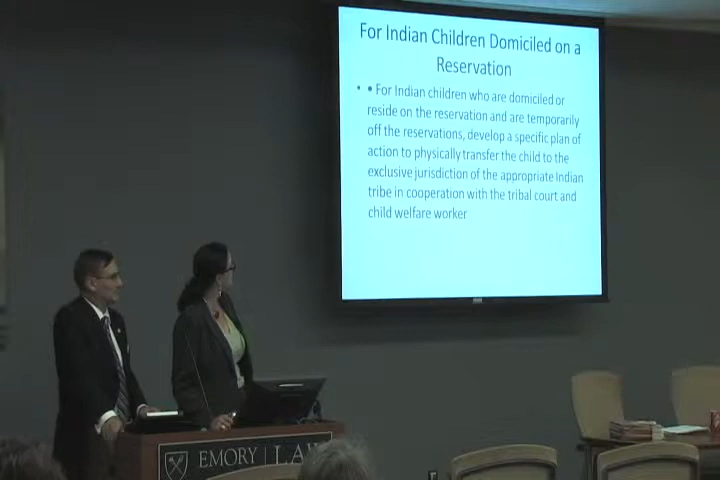 For Indian Children Domiciled on a
Reservation
• • For Indian children who are domiciled or
reside on the reservation and are temporarily
off the reservations, develop a specific plan of
action to physically transfer the child to the
exclusive jurisdiction of the appropriate Indian
tribe in cooperation with the tribal court and
child welfare worker
EMORY | LAW